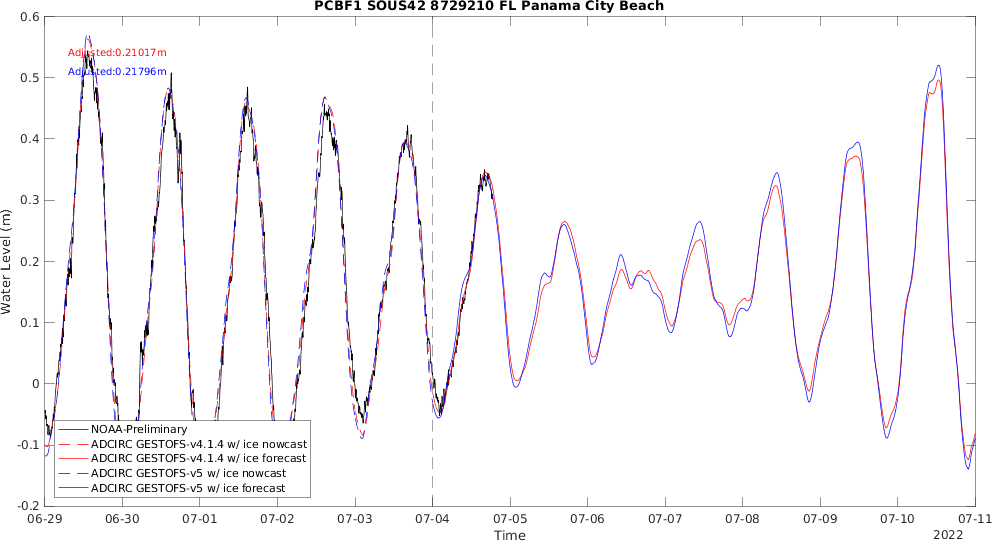 PCBF1 SOUS42 8729210 FL Panama City Beach
0.6
0.5
0.4
0.3
0.2
0.1
0
-0.1
-0.2
Water Level (m)
Adjusted:0.21017m
Adjusted:0.21796m
NOAA-Preliminary
ADCIRC GESTOFS-v4.1.4 w/ ice nowcast
ADCIRC GESTOFS-v4.1.4 w/ ice forecast
ADCIRC GESTOFS-v5 w/ ice nowcast
ADCIRC GESTOFS-v5 w/ ice forecast
06-29 06-30 07-01 07-02 07-03 07-04 07-05 07-06 07-07 07-08 07-09 07-10 07-11
Time
2022